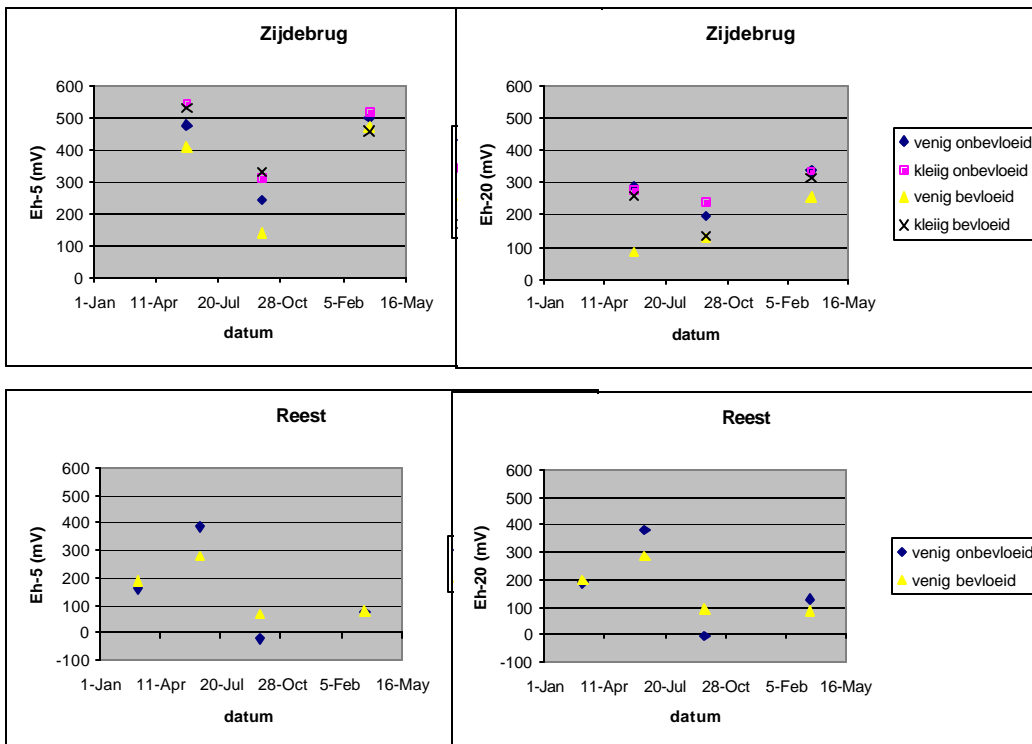 Zijdebrug
600
500
400
300
200
100
0
Eh-5 (mV)
1-Jan 11-Apr 20-Jul 28-Oct 5-Feb 16-May
datum
Zijdebrug
600
500
400
300
200
100
0
Eh-20 (mV)
1-Jan 11-Apr 20-Jul 28-Oct 5-Feb 16-May
datum
venig onbevloeid
kleiig onbevloeid
venig bevloeid
kleiig bevloeid
Reest
600
500
400
300
200
100
0
-100
Eh-5 (mV)
1-Jan 11-Apr 20-Jul 28-Oct 5-Feb 16-May
datum
Reest
600
500
400
300
200
100
0
-100
Eh-20 (mV)
1-Jan 11-Apr 20-Jul 28-Oct 5-Feb 16-May
datum
venig onbevloeid
venig bevloeid